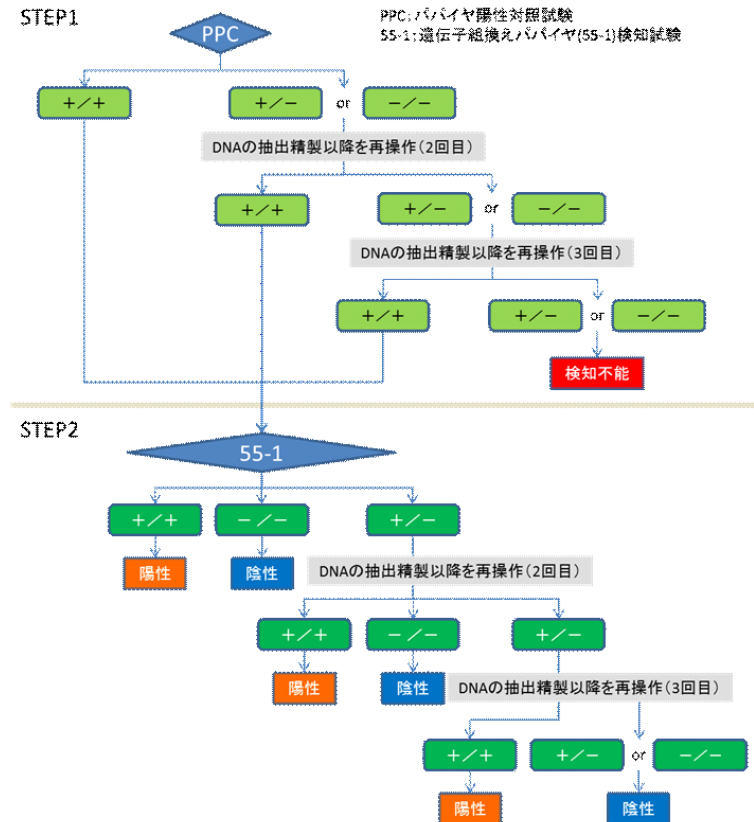 STEP1
PPC
PPC:パパイヤ陽性対照試験
55-1:遺伝子組換えパパイヤ(55-1)検知試験
+/+
+/- or -/-
DNAの抽出精製以降を再操作(2回目)
+/+
+/- or -/-
DNAの抽出精製以降を再操作(3回目)
+/+
+/- or -/-
検知不能
STEP2
55-1
+/+
-/-
+/-
陽性
陰性
DNAの抽出精製以降を再操作(2回目)
+/+
-/-
+/-
陽性
陰性
DNAの抽出精製以降を再操作(3回目)
+/+
+/- or -/-
陽性
陰性